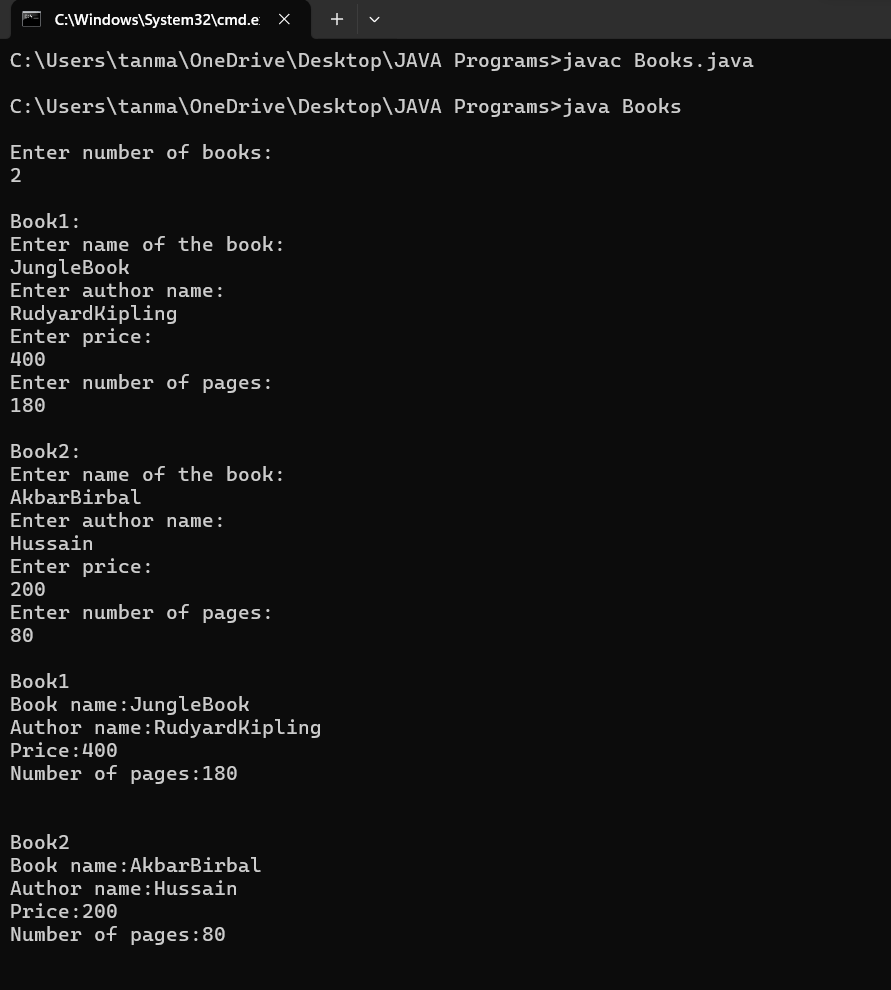 C:\Windows\System32\cmd.e
C:\Users\tanma\OneDrive\Desktop\JAVA Programs>javac Books.java
C:\Users\tanma\OneDrive\Desktop\JAVA Programs>java Books
Enter number of books:
2
Book1:
Enter name of the book:
JungleBook
Enter author name:
RudyardKipling
Enter price:
400
Enter number of pages:
180
Book2:
Enter name of the book:
AkbarBirbal
Enter author name:
Hussain
Enter price:
200
Enter number of pages:
80
Book1
Book name:JungleBook
Author name:RudyardKipling
Price:400
Number of pages:180
Book2
Book name:AkbarBirbal
Author name:Hussain
Price:200
Number of pages:80